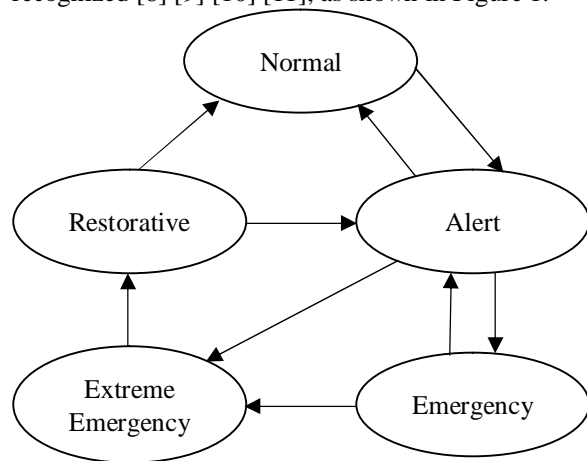 recognized [8] [9] [10] [11], as shown in Figure 1.
Normal
Restorative
Alert
Extreme
Emergency
Emergency